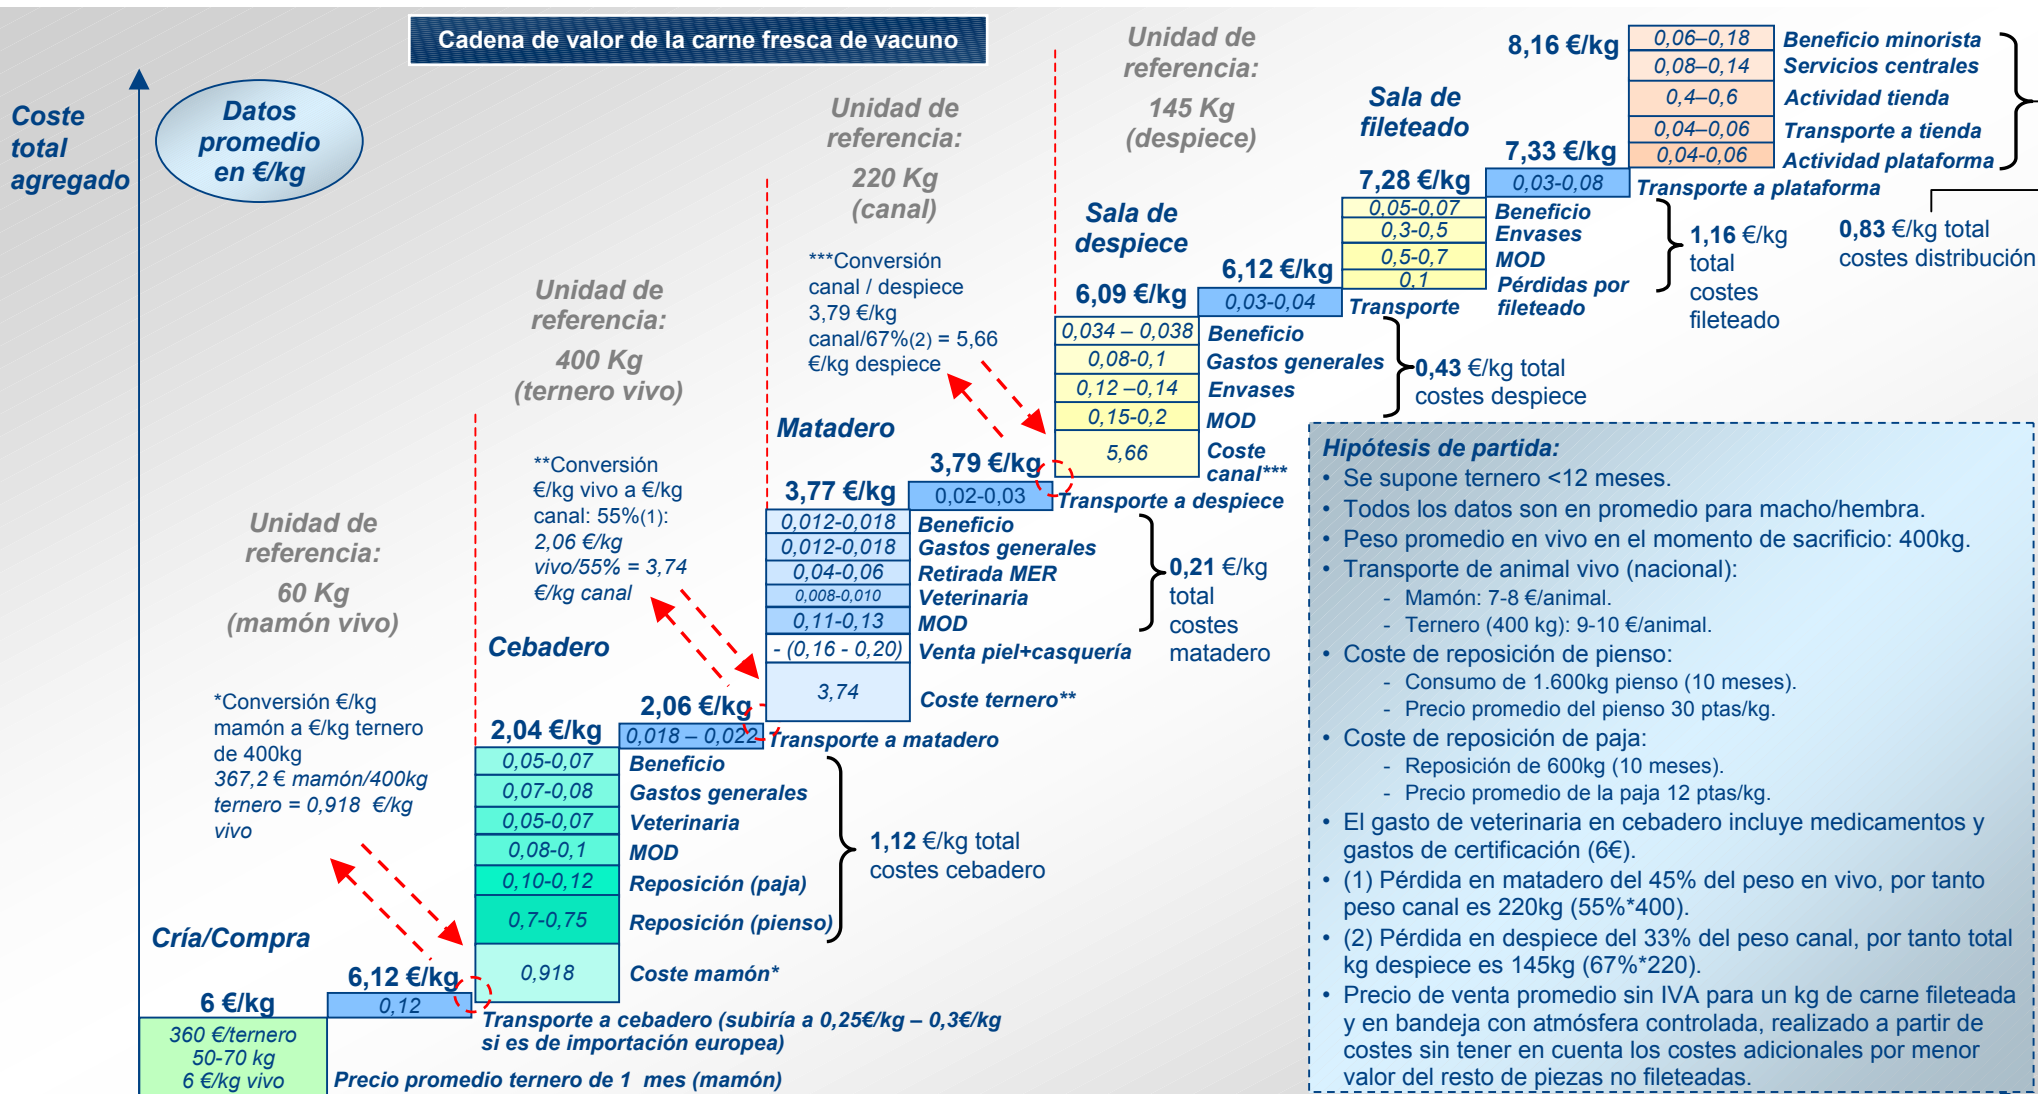 Cadena de valor de la carne fresca de vacuno
Coste
total
agregado
Datos
promedio
en €/kg
Unidad de
referencia:
60 Kg
(mamón vivo)
*Conversión €/kg
mamón a €/kg ternero
de 400kg
367,2 € mamón/400kg
ternero = 0,918 €/kg
vivo
Cría/Compra
6 €/kg
360 €/ternero
50-70 kg
6 €/kg vivo
Precio promedio ternero de 1 mes (mamón)
6,12 €/kg
0,12
Transporte a cebadero (subiría a 0,25€/kg – 0,3€/kg
si es de importación europea)
Unidad de
referencia:
400 Kg
(ternero vivo)
**Conversión
€/kg vivo a €/kg
canal: 55%(1):
2,06 €/kg
vivo/55% = 3,74
€/kg canal
Cebadero
2,04 €/kg
0,05-0,07 Beneficio
0,07-0,08 Gastos generales
0,05-0,07 Veterinaria
0,08-0,1 MOD
0,10-0,12 Reposición (paja)
0,7-0,75 Reposición (pienso)
0,918 Coste mamón*
1,12 €/kg total
costes cebadero
2,06 €/kg
0,018 – 0,022 Transporte a matadero
Unidad de
referencia:
220 Kg
(canal)
***Conversión
canal / despiece
3,79 €/kg
canal/67%(2) = 5,66
€/kg despiece
Matadero
3,77 €/kg
0,012-0,018 Beneficio
0,012-0,018 Gastos generales
0,04-0,06 Retirada MER
0,008-0,010 Veterinaria
0,11-0,13 MOD
- (0,16 - 0,20) Venta piel+casquería
3,74 Coste ternero**
0,21 €/kg
total
costes
matadero
3,79 €/kg
0,02-0,03 Transporte a despiece
Unidad de
referencia:
145 Kg
(despiece)
Sala de
despiece
6,09 €/kg
0,034 – 0,038 Beneficio
0,08-0,1 Gastos generales
0,12 –0,14 Envases
0,15-0,2 MOD
5,66 Coste
canal***
0,43 €/kg total
costes despiece
6,12 €/kg
0,03-0,04 Transporte
Sala de
fileteado
7,28 €/kg
0,05-0,07 Beneficio
0,3-0,5 Envases
0,5-0,7 MOD
0,1 Pérdidas por
fileteado
1,16 €/kg
total
costes
fileteado
7,33 €/kg
0,03-0,08 Transporte a plataforma
8,16 €/kg
0,06–0,18 Beneficio minorista
0,08–0,14 Servicios centrales
0,4–0,6 Actividad tienda
0,04–0,06 Transporte a tienda
0,04-0,06 Actividad plataforma
0,83 €/kg total
costes distribución
Hipótesis de partida:
• Se supone ternero <12 meses.
• Todos los datos son en promedio para macho/hembra.
• Peso promedio en vivo en el momento de sacrificio: 400kg.
• Transporte de animal vivo (nacional):
- Mamón: 7-8 €/animal.
- Ternero (400 kg): 9-10 €/animal.
• Coste de reposición de pienso:
- Consumo de 1.600kg pienso (10 meses).
- Precio promedio del pienso 30 ptas/kg.
• Coste de reposición de paja:
- Reposición de 600kg (10 meses).
- Precio promedio de la paja 12 ptas/kg.
• El gasto de veterinaria en cebadero incluye medicamentos y
gastos de certificación (6€).
• (1) Pérdida en matadero del 45% del peso en vivo, por tanto
peso canal es 220kg (55%*400).
• (2) Pérdida en despiece del 33% del peso canal, por tanto total
kg despiece es 145kg (67%*220).
• Precio de venta promedio sin IVA para un kg de carne fileteada
y en bandeja con atmósfera controlada, realizado a partir de
costes sin tener en cuenta los costes adicionales por menor
valor del resto de piezas no fileteadas.